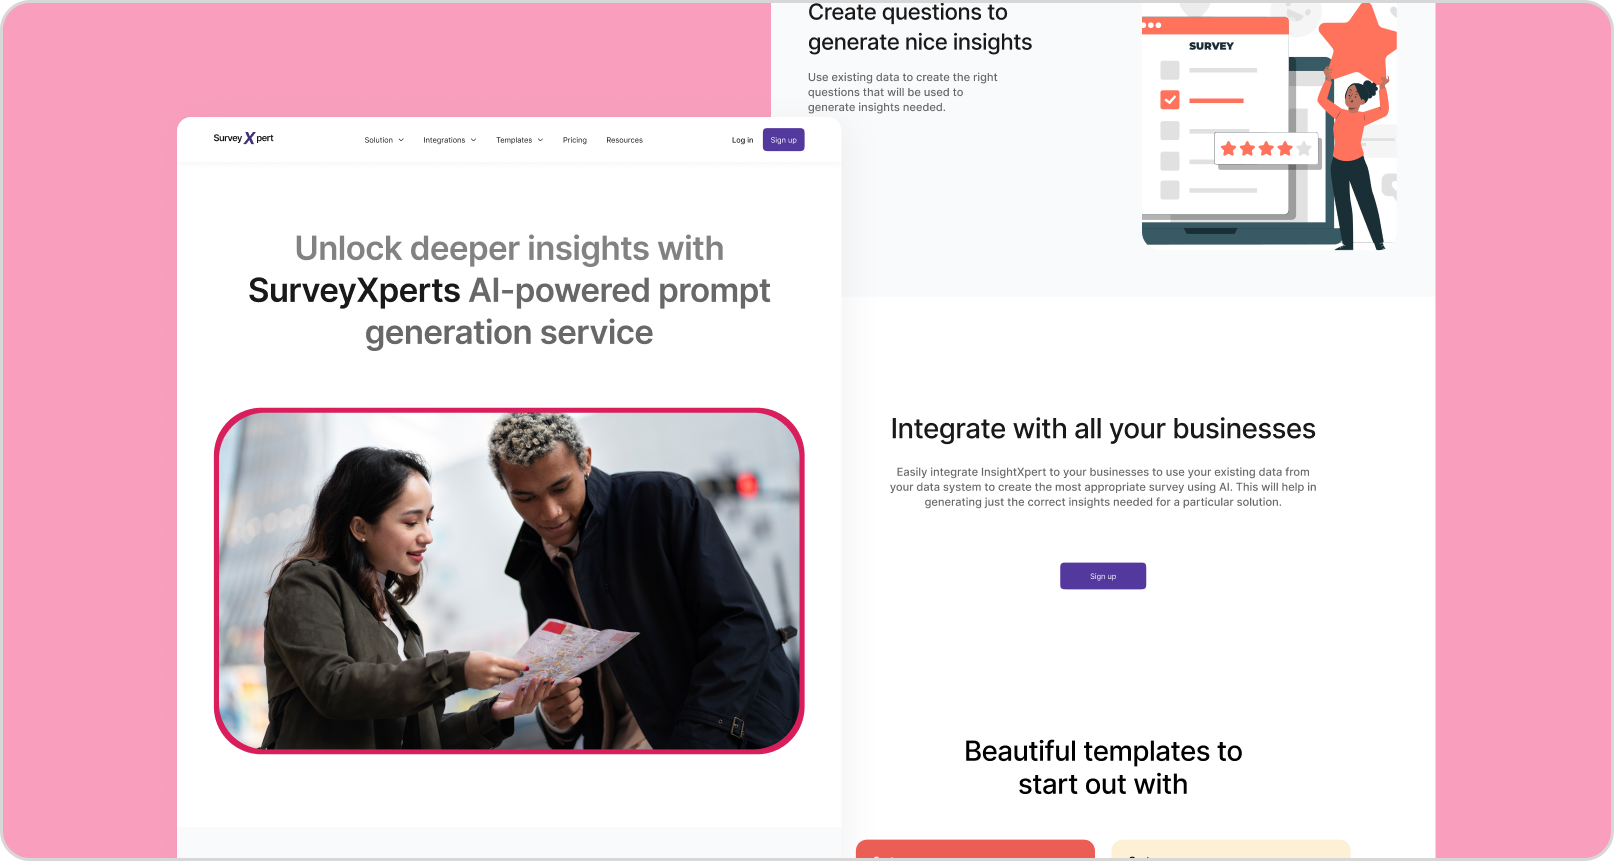 Create questions to
generate nice insights
Use existing data to create the right
questions that will be used to
generate insights needed.
SURVEY
Survey Xpert
Solution
Integrations
Templates
Pricing
Resources
Log in
Sign up
Unlock deeper insights with
SurveyXperts AI-powered prompt
generation service
Integrate with all your businesses
Easily integrate InsightXpert to your businesses to use your existing data from
your data system to create the most appropriate survey using AI. This will help in
generating just the correct insights needed for a particular solution.
Sign up
Beautiful templates to
start out with